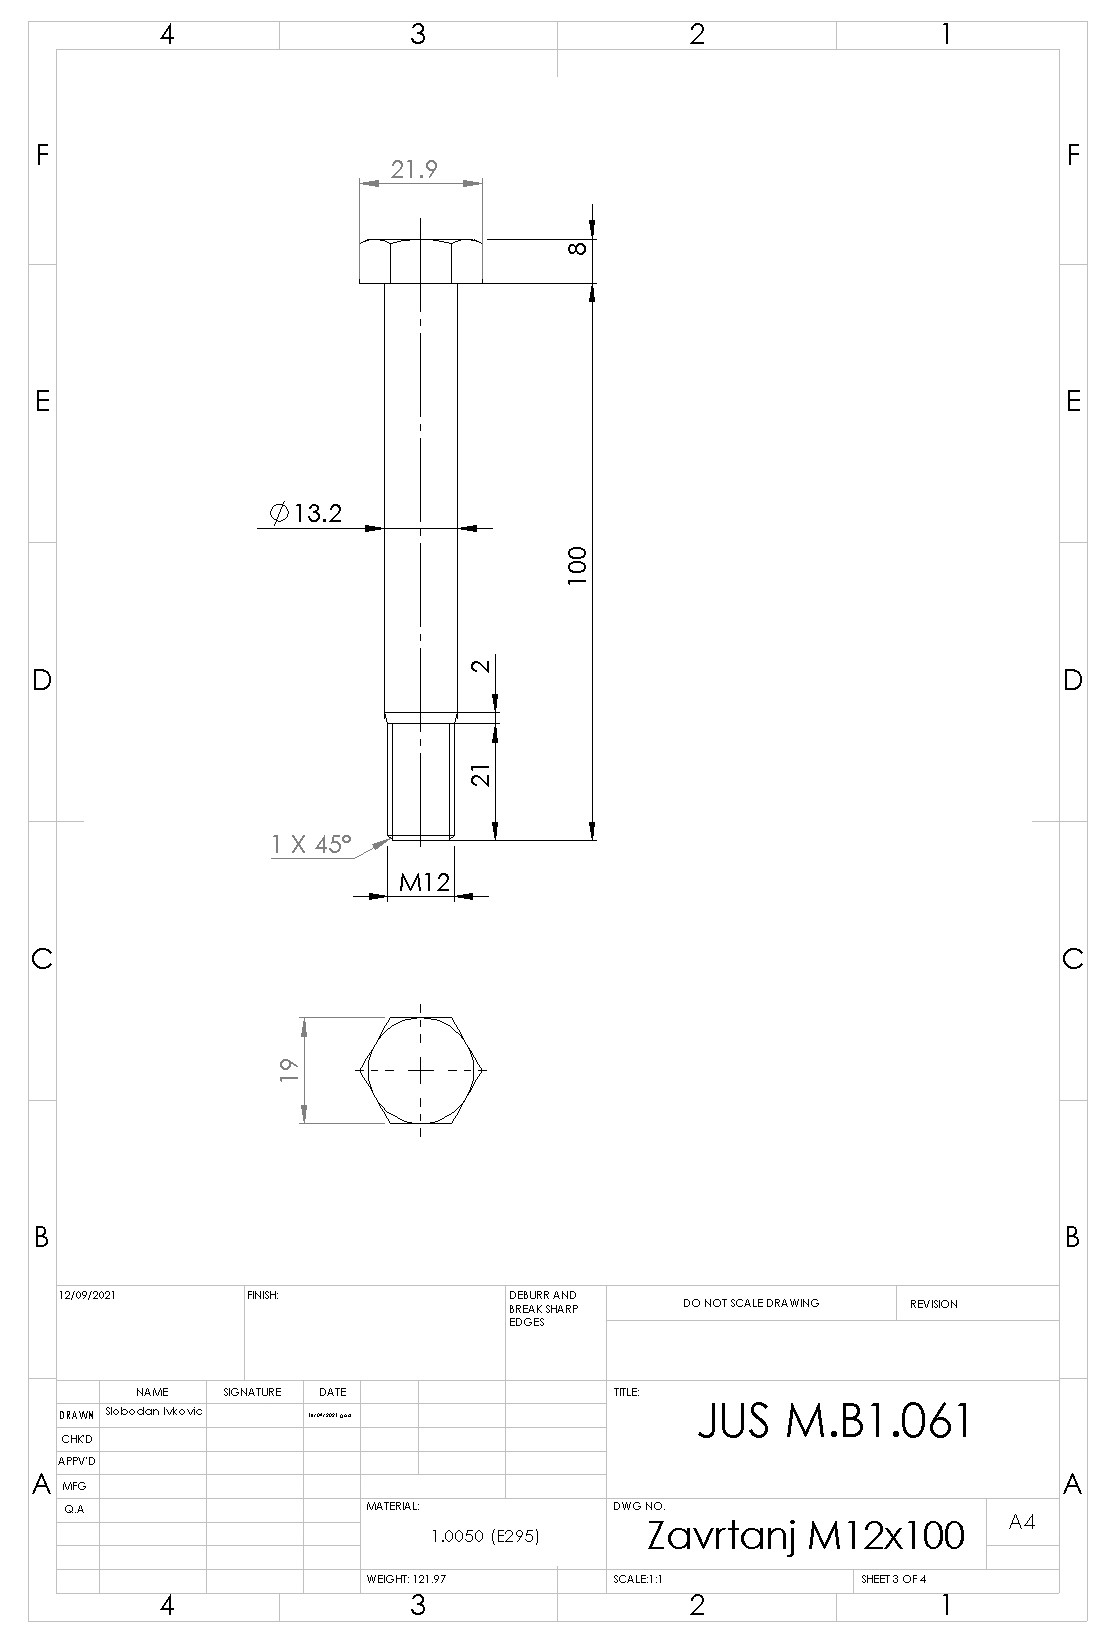 4 3 2 1
F F
21.9
8
E E
Ø13.2
100
2
D D
21
1 X 45°
M12
C C
19
B B
12/09/2021
FINISH:
DEBURR AND
BREAK SHARP
EDGES
DO NOT SCALE DRAWING
REVISION
NAME SIGNATURE DATE
TITLE:
DRAWN Slobodan Ivkovic
JUS M.B1.061
CHK'D
APPV'D
A A
MFG
Q.A
MATERIAL:
1.0050 (E295)
DWG NO.
Zavrtanj M12x100
A4
WEIGHT: 121.97
SCALE:1:1
SHEET 3 OF 4
4 3 2 1